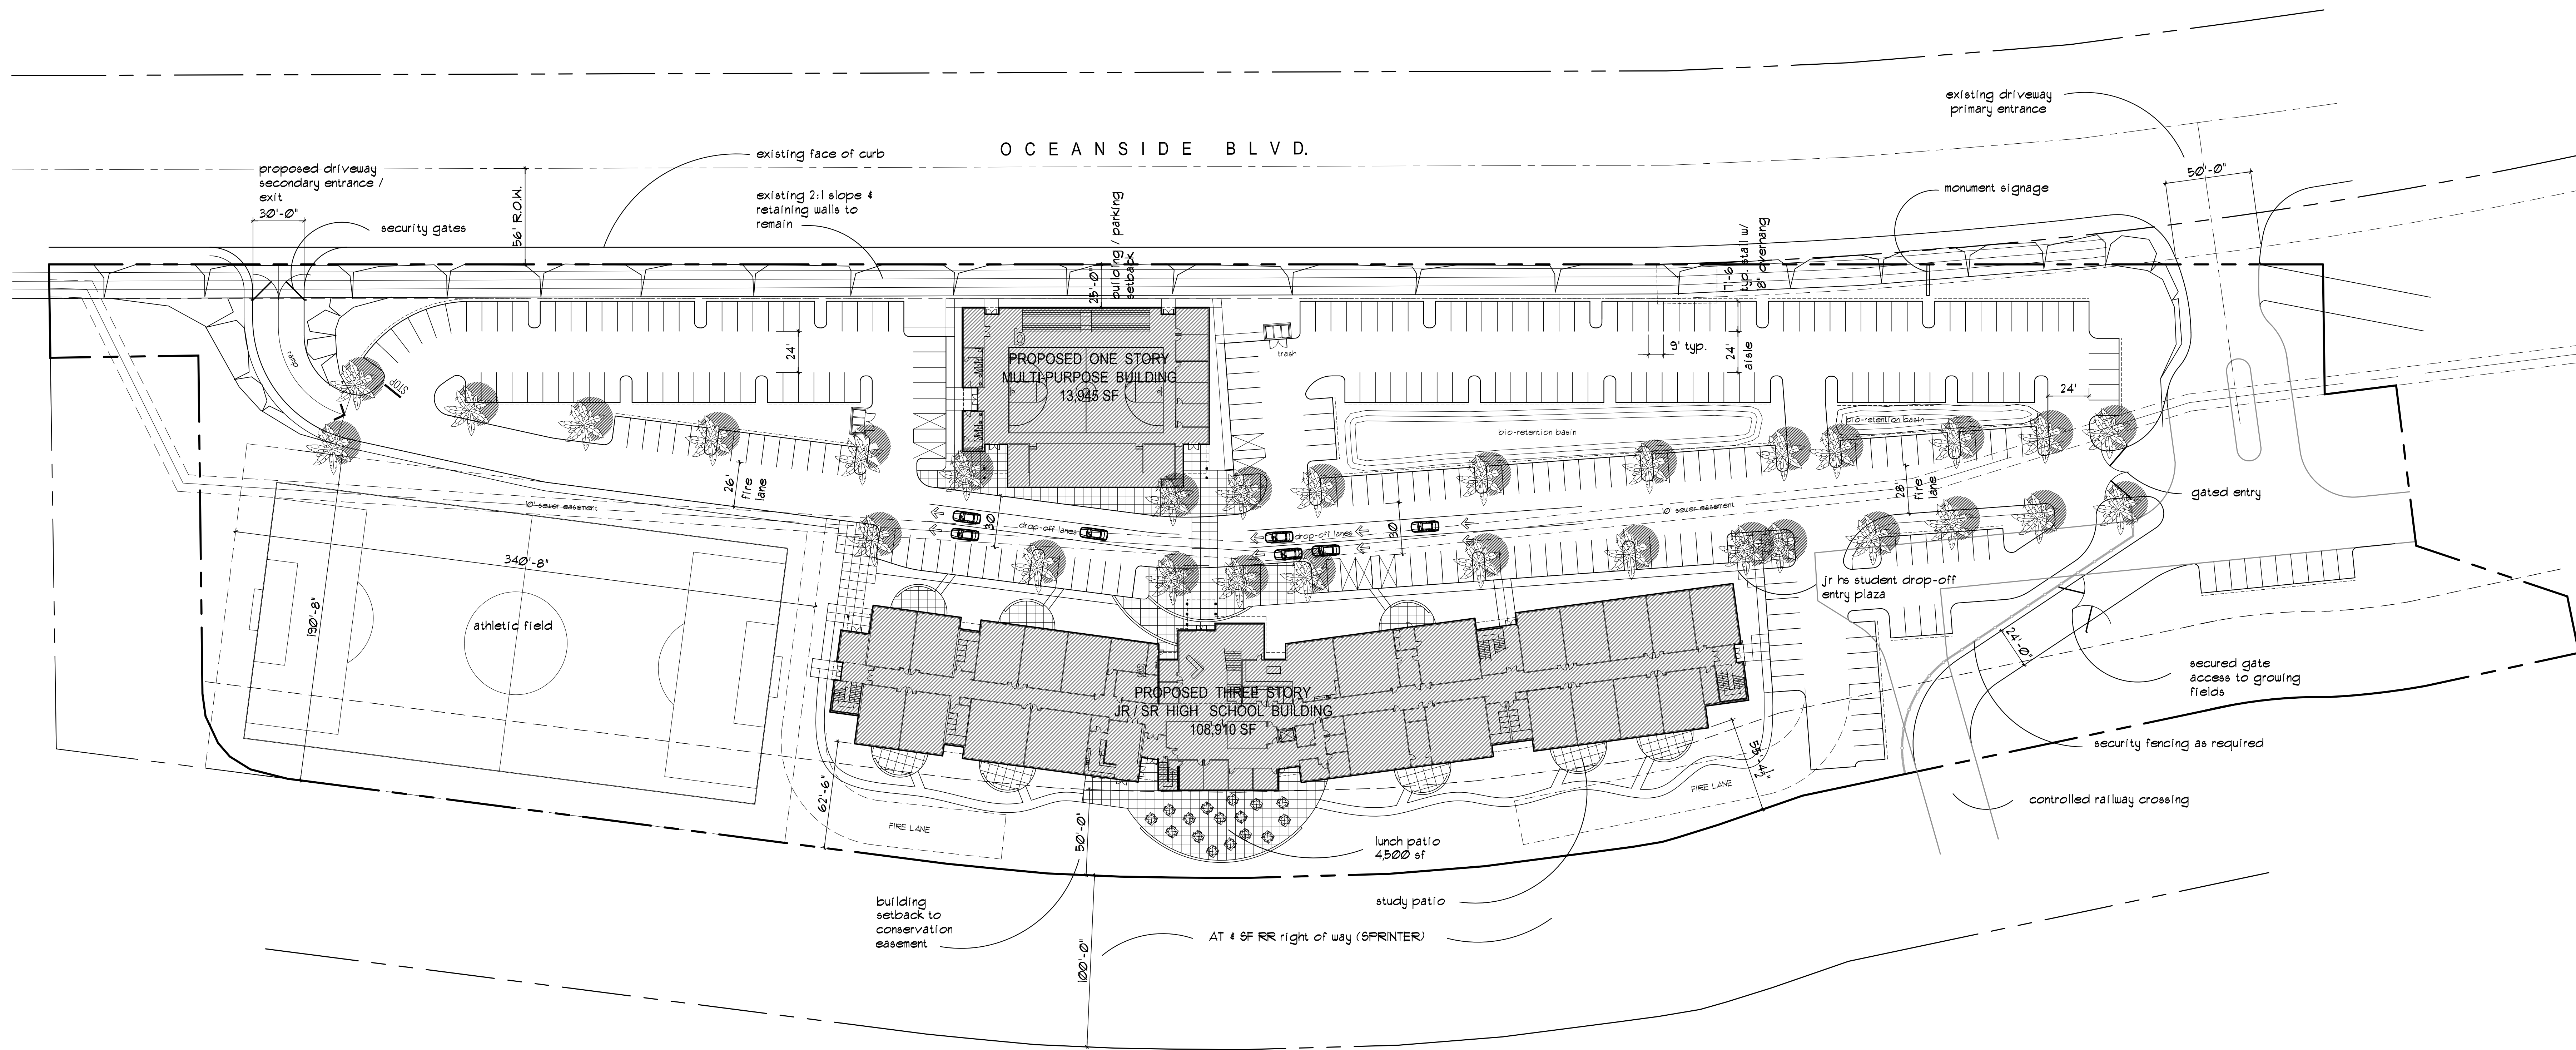 existing driveway
primary entrance
OCEANSIDE BLVD.
existing face of curb
proposed driveway
secondary entrance /
exit
30'-0"
security gates
56' R.O.W.
existing 2:1 slope &
retaining walls to
remain
building / parking
setback
25'-0"
17'-6"
typ. stall w/
18" overhang
monument signage
50'-0"
ramp
STOP
24'
b
PROPOSED ONE STORY
MULTI-PURPOSE BUILDING
13,945 SF
trash
9' typ.
24'
aisle
24'
bio-retention basin
bio-retention basin
26'
fire
lane
28'
fire
lane
gated entry
10' sewer easement
10' sewer easement
30'
drop-off lanes
drop-off lanes
30'
340'-8"
190'-8"
athletic field
jr hs student drop-off
entry plaza
24'-0"
secured gate
access to growing
fields
a
PROPOSED THREE STORY
JR / SR HIGH SCHOOL BUILDING
108,910 SF
security fencing as required
controlled railway crossing
62'-6"
55'-4½"
FIRE LANE
FIRE LANE
50'-0"
lunch patio
4,500 sf
study patio
building
setback to
conservation
easement
AT & SF RR right of way (SPRINTER)
100'-0"